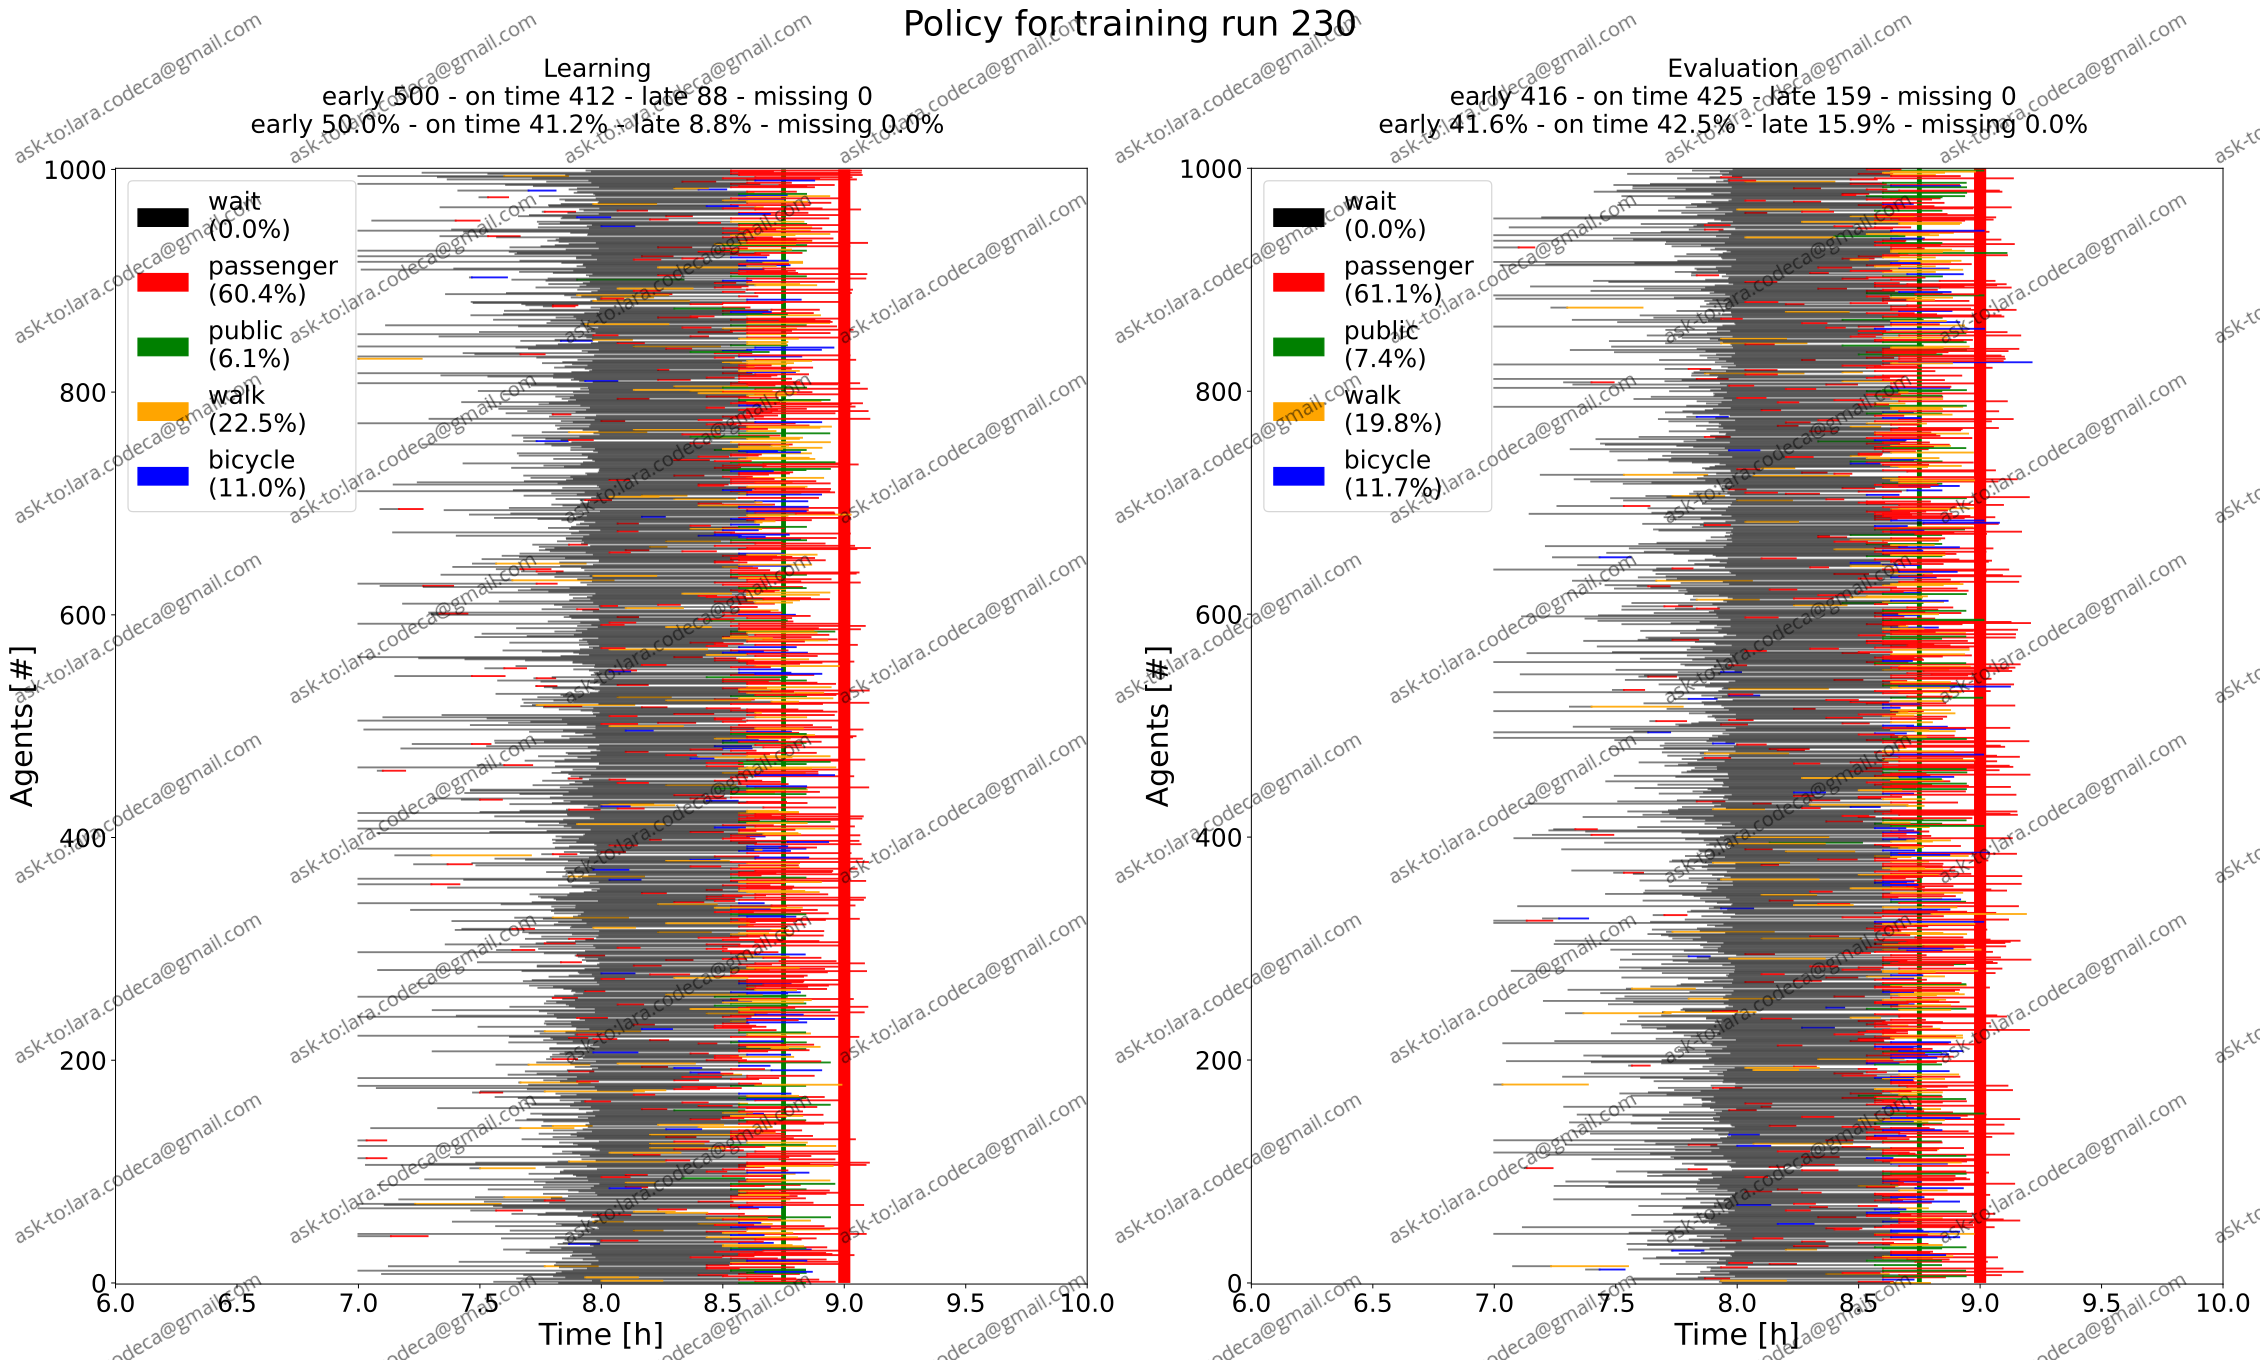 Policy for training run 230
Learning
early 500 - on time 412 - late 88 - missing 0
early 50.0% - on time 41.2% - late 8.8% - missing 0.0%
1000
800
600
400
200
0
Agents [#]
wait
(0.0%)
passenger
(60.4%)
public
(6.1%)
walk
(22.5%)
bicycle
(11.0%)
6.0 6.5 7.0 7.5 8.0 8.5 9.0 9.5 10.0
Time [h]
Evaluation
early 416 - on time 425 - late 159 - missing 0
early 41.6% - on time 42.5% - late 15.9% - missing 0.0%
1000
800
600
400
200
0
Agents [#]
wait
(0.0%)
passenger
(61.1%)
public
(7.4%)
walk
(19.8%)
bicycle
(11.7%)
6.0 6.5 7.0 7.5 8.0 8.5 9.0 9.5 10.0
Time [h]
ask-to:lara.codeca@gmail.com